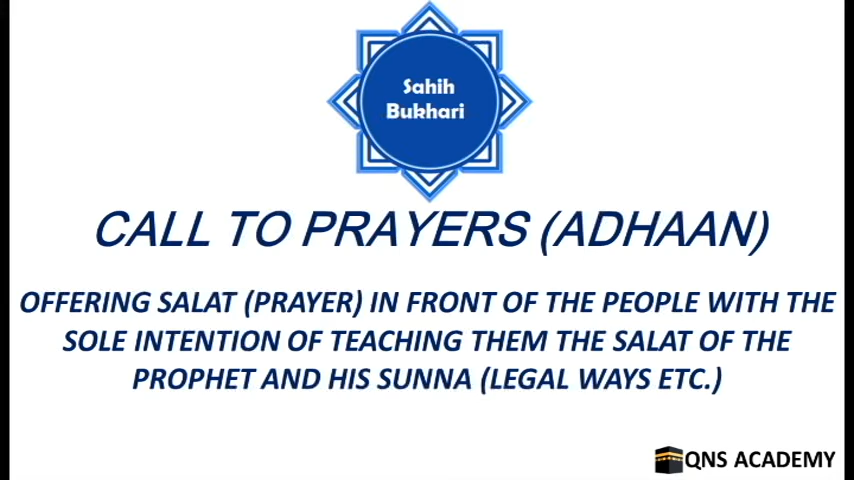 Sahih
Bukhari
CALL TO PRAYERS (ADHAAN)
OFFERING SALAT (PRAYER) IN FRONT OF THE PEOPLE WITH THE
SOLE INTENTION OF TEACHING THEM THE SALAT OF THE
PROPHET AND HIS SUNNA (LEGAL WAYS ETC.)
QNS ACADEMY